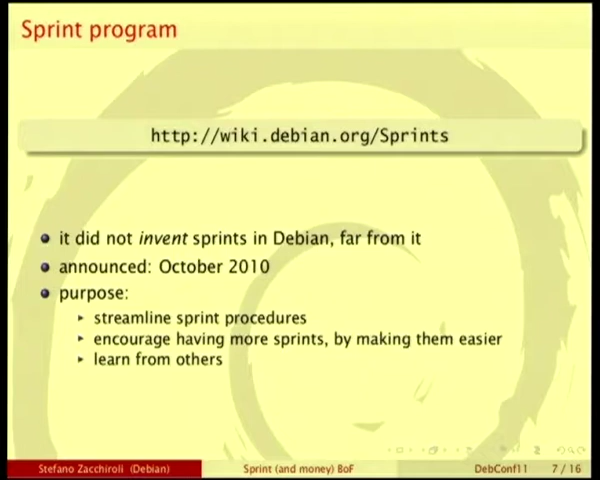 Sprint program
http://wiki.debian.org/Sprints
it did not invent sprints in Debian, far from it
announced: October 2010
purpose:
streamline sprint procedures
encourage having more sprints, by making them easier
learn from others
Stefano Zacchiroli (Debian)
Sprint (and money) BoF
DebConf11
7 / 16